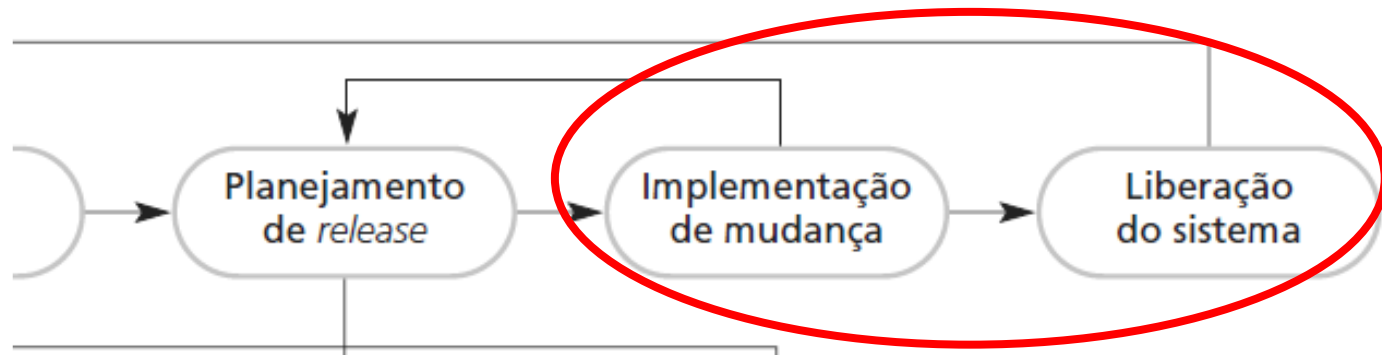 Planejamento
de release
Implementação
de mudança
Liberação
do sistema